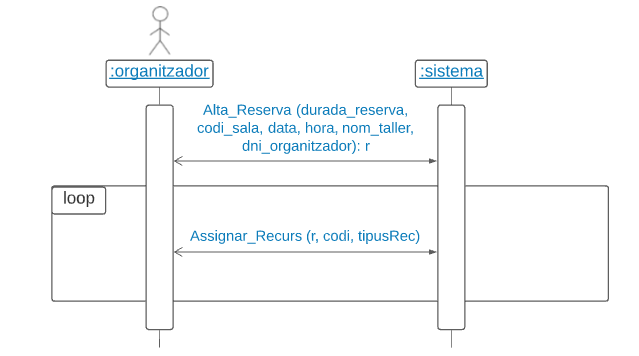 :organitzador
:sistema
Alta_Reserva (durada_reserva,
codi_sala, data, hora, nom_taller,
dni_organitzador): r
loop
Assignar_Recurs (r, codi, tipusRec)